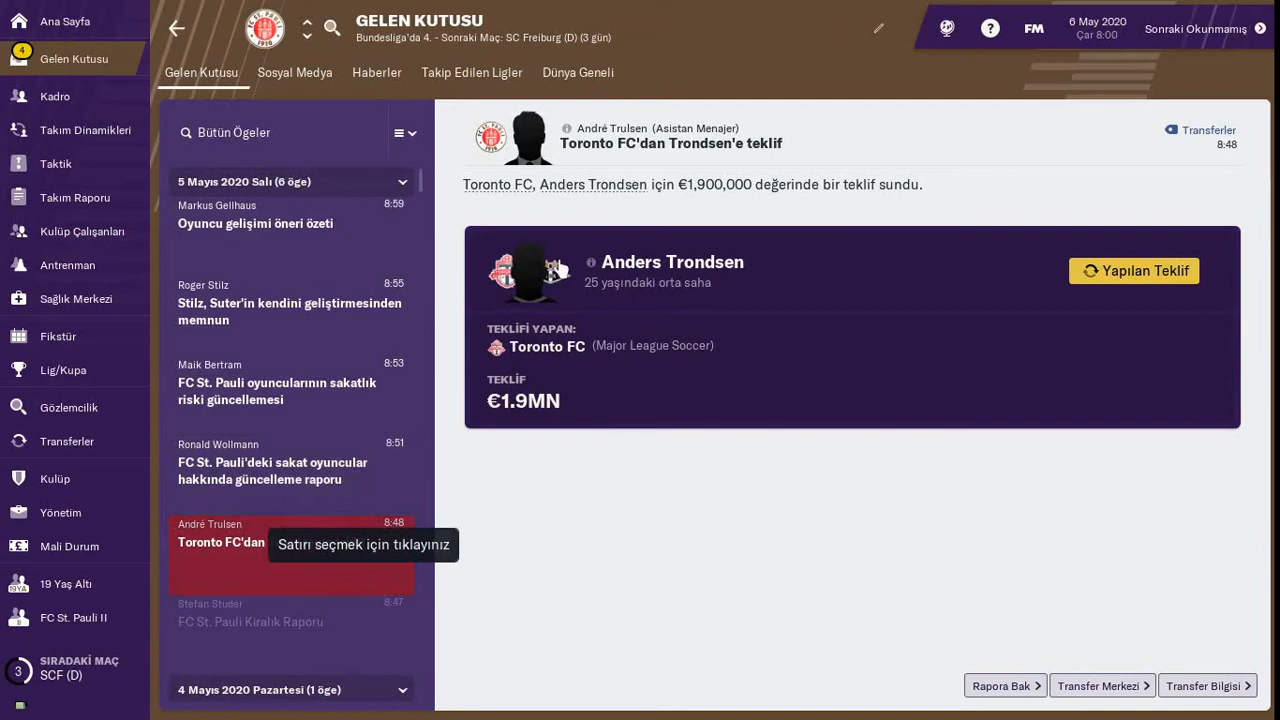 Ana Sayfa
4
Gelen Kutusu
Kadro
Takım Dinamikleri
Taktik
Takım Raporu
Kulüp Çalışanları
Antrenman
Sağlık Merkezi
Fikstür
Lig/Kupa
Gözlemcilik
Transferler
Kulüp
Yönetim
Mali Durum
19 Yaş Altı
FC St. Pauli II
3
SIRADAKİ MAÇ
SCF (D)
GELEN KUTUSU
Bundesliga'da 4. - Sonraki Maç: SC Freiburg (D) (3 gün)
?
FM
6 May 2020
Çar 8:00
Sonraki Okunmamış
Gelen Kutusu
Sosyal Medya
Haberler
Takip Edilen Ligler
Dünya Geneli
Bütün Ögeler
5 Mayıs 2020 Salı (6 öge)
Markus Gellhaus 8:59
Oyuncu gelişimi öneri özeti
Roger Stilz 8:55
Stilz, Suter'in kendini geliştirmesinden
memnun
Maik Bertram 8:53
FC St. Pauli oyuncularının sakatlık
riski güncellemesi
Ronald Wollmann 8:51
FC St. Pauli'deki sakat oyuncular
hakkında güncelleme raporu
André Trulsen 8:48
Toronto FC'dan
Satırı seçmek için tıklayınız
Stefan Studer 8:47
FC St. Pauli Kiralık Raporu
4 Mayıs 2020 Pazartesi (1 öge)
André Trulsen (Asistan Menajer)
Toronto FC'dan Trondsen'e teklif
Transferler
8:48
Toronto FC, Anders Trondsen için €1,900,000 değerinde bir teklif sundu.
Anders Trondsen
25 yaşındaki orta saha
Yapılan Teklif
TEKLİFİ YAPAN:
Toronto FC (Major League Soccer)
TEKLİF
€1.9MN
Rapora Bak
Transfer Merkezi
Transfer Bilgisi